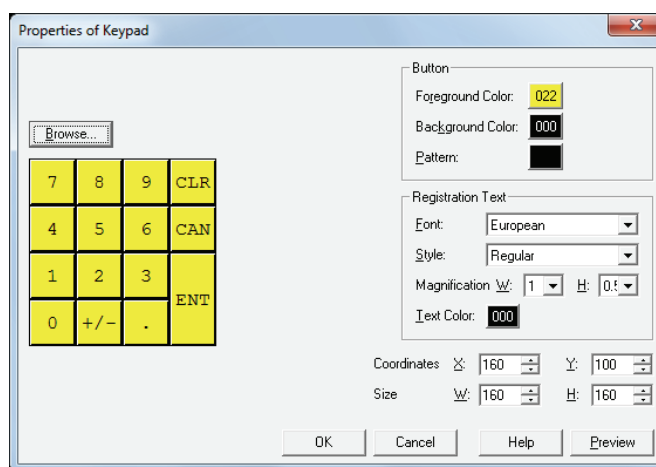 Properties of Keypad
Button
Foreground Color: 022
Browse...
Background Color: 000
Pattern:
7 8 9 CLR
4 5 6 CAN
1 2 3
ENT
0 +/- .
Registration Text
Font: European
Style: Regular
Magnification W: 1 H: 0.
Text Color: 000
Coordinates X: 160 Y: 100
Size W: 160 H: 160
OK Cancel Help Preview